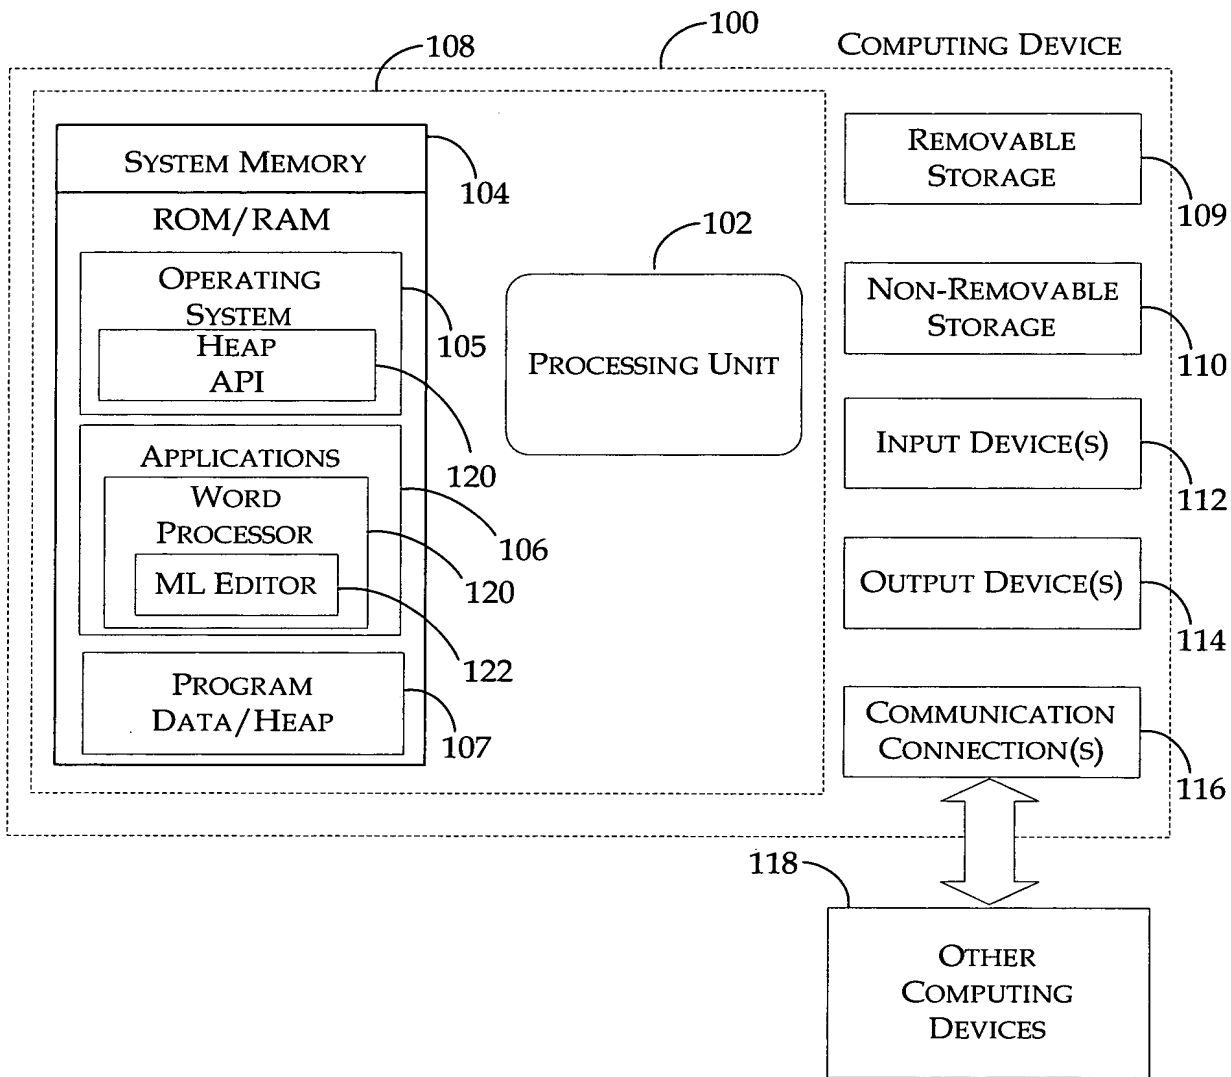 100
COMPUTING DEVICE
108
SYSTEM MEMORY
104
ROM/RAM
OPERATING
SYSTEM
105
HEAP
API
120
APPLICATIONS
106
WORD
PROCESSOR
120
ML EDITOR
122
PROGRAM
DATA/HEAP
107
102
PROCESSING UNIT
REMOVABLE
STORAGE
109
NON-REMOVABLE
STORAGE
110
INPUT DEVICE(S)
112
OUTPUT DEVICE(S)
114
COMMUNICATION
CONNECTION(S)
116
118
OTHER
COMPUTING
DEVICES